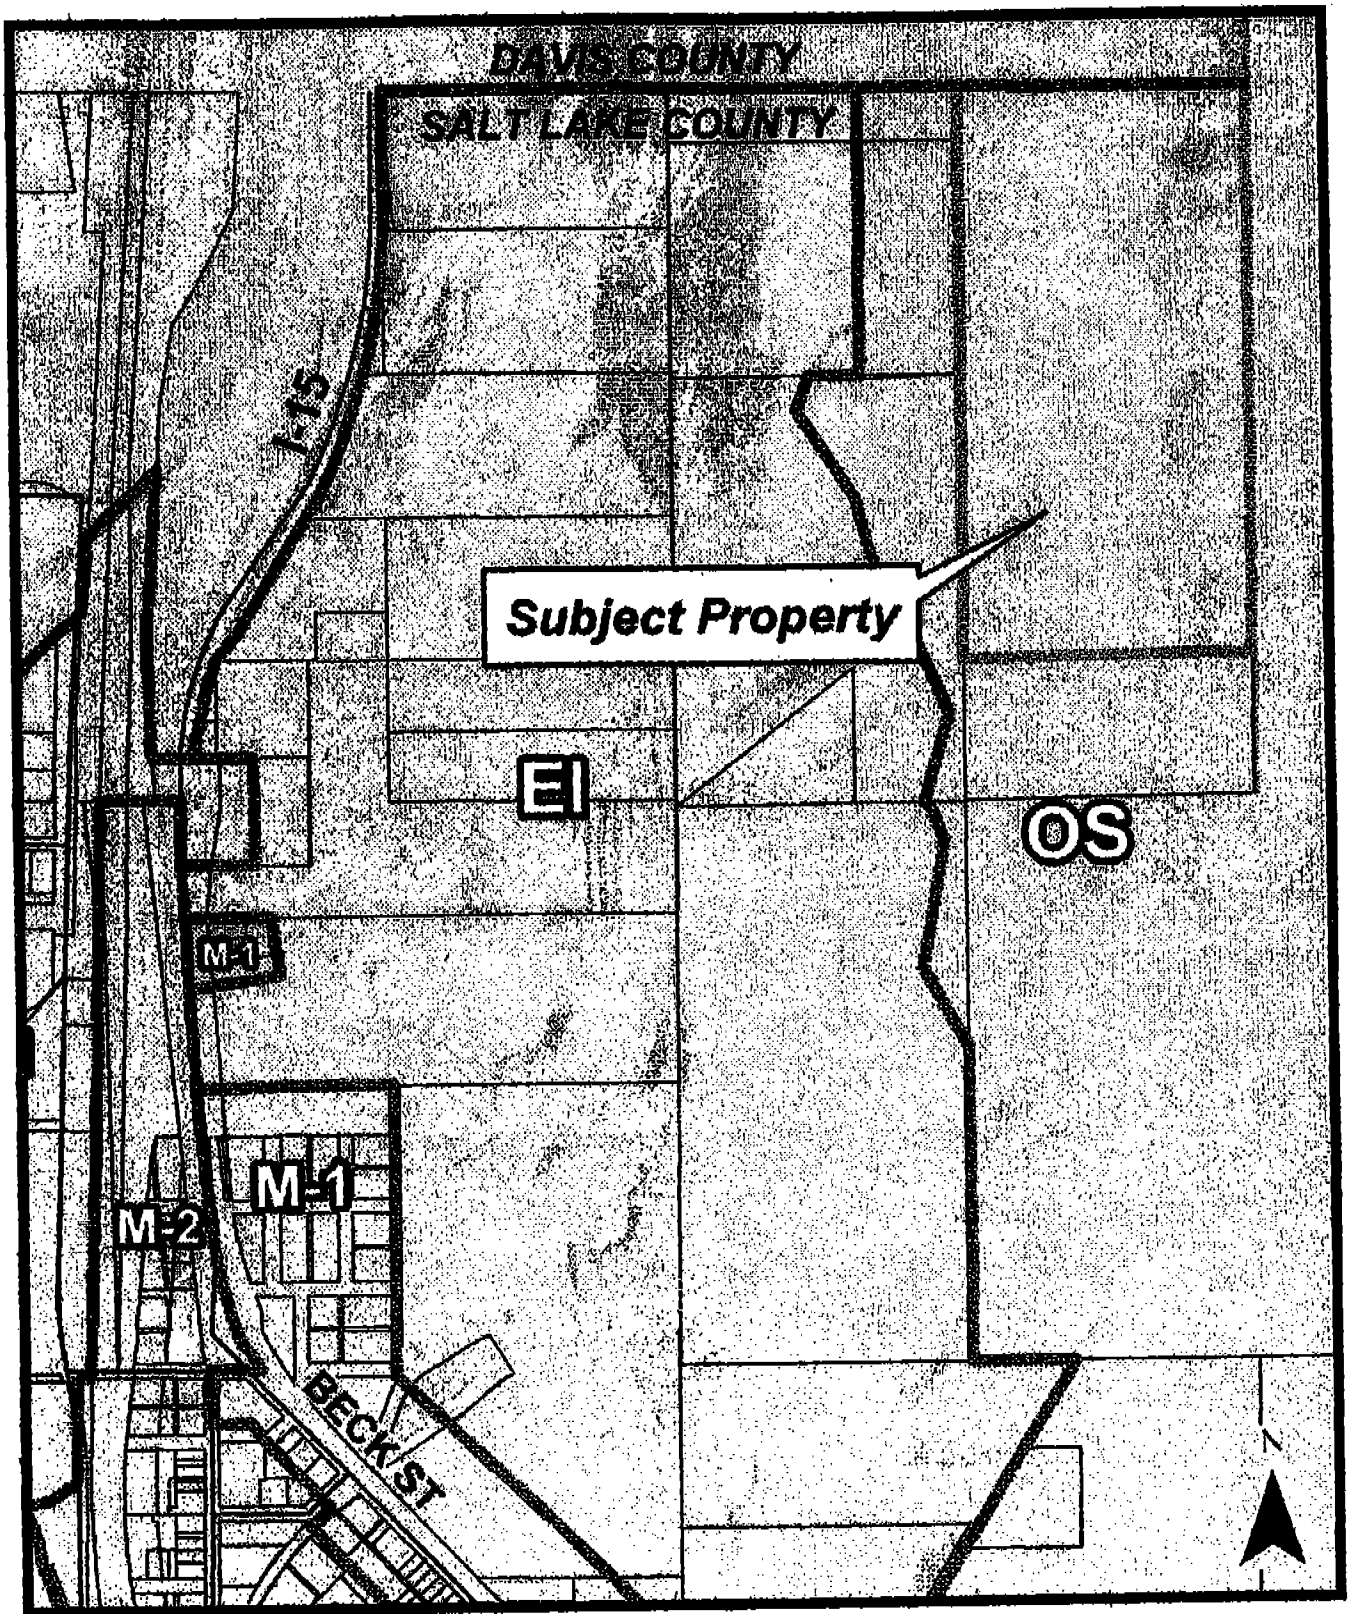 DAVIS COUNTY
SALT LAKE COUNTY
I-15
Subject Property
EI
OS
M-1
M-1
M-2
BECK ST
N